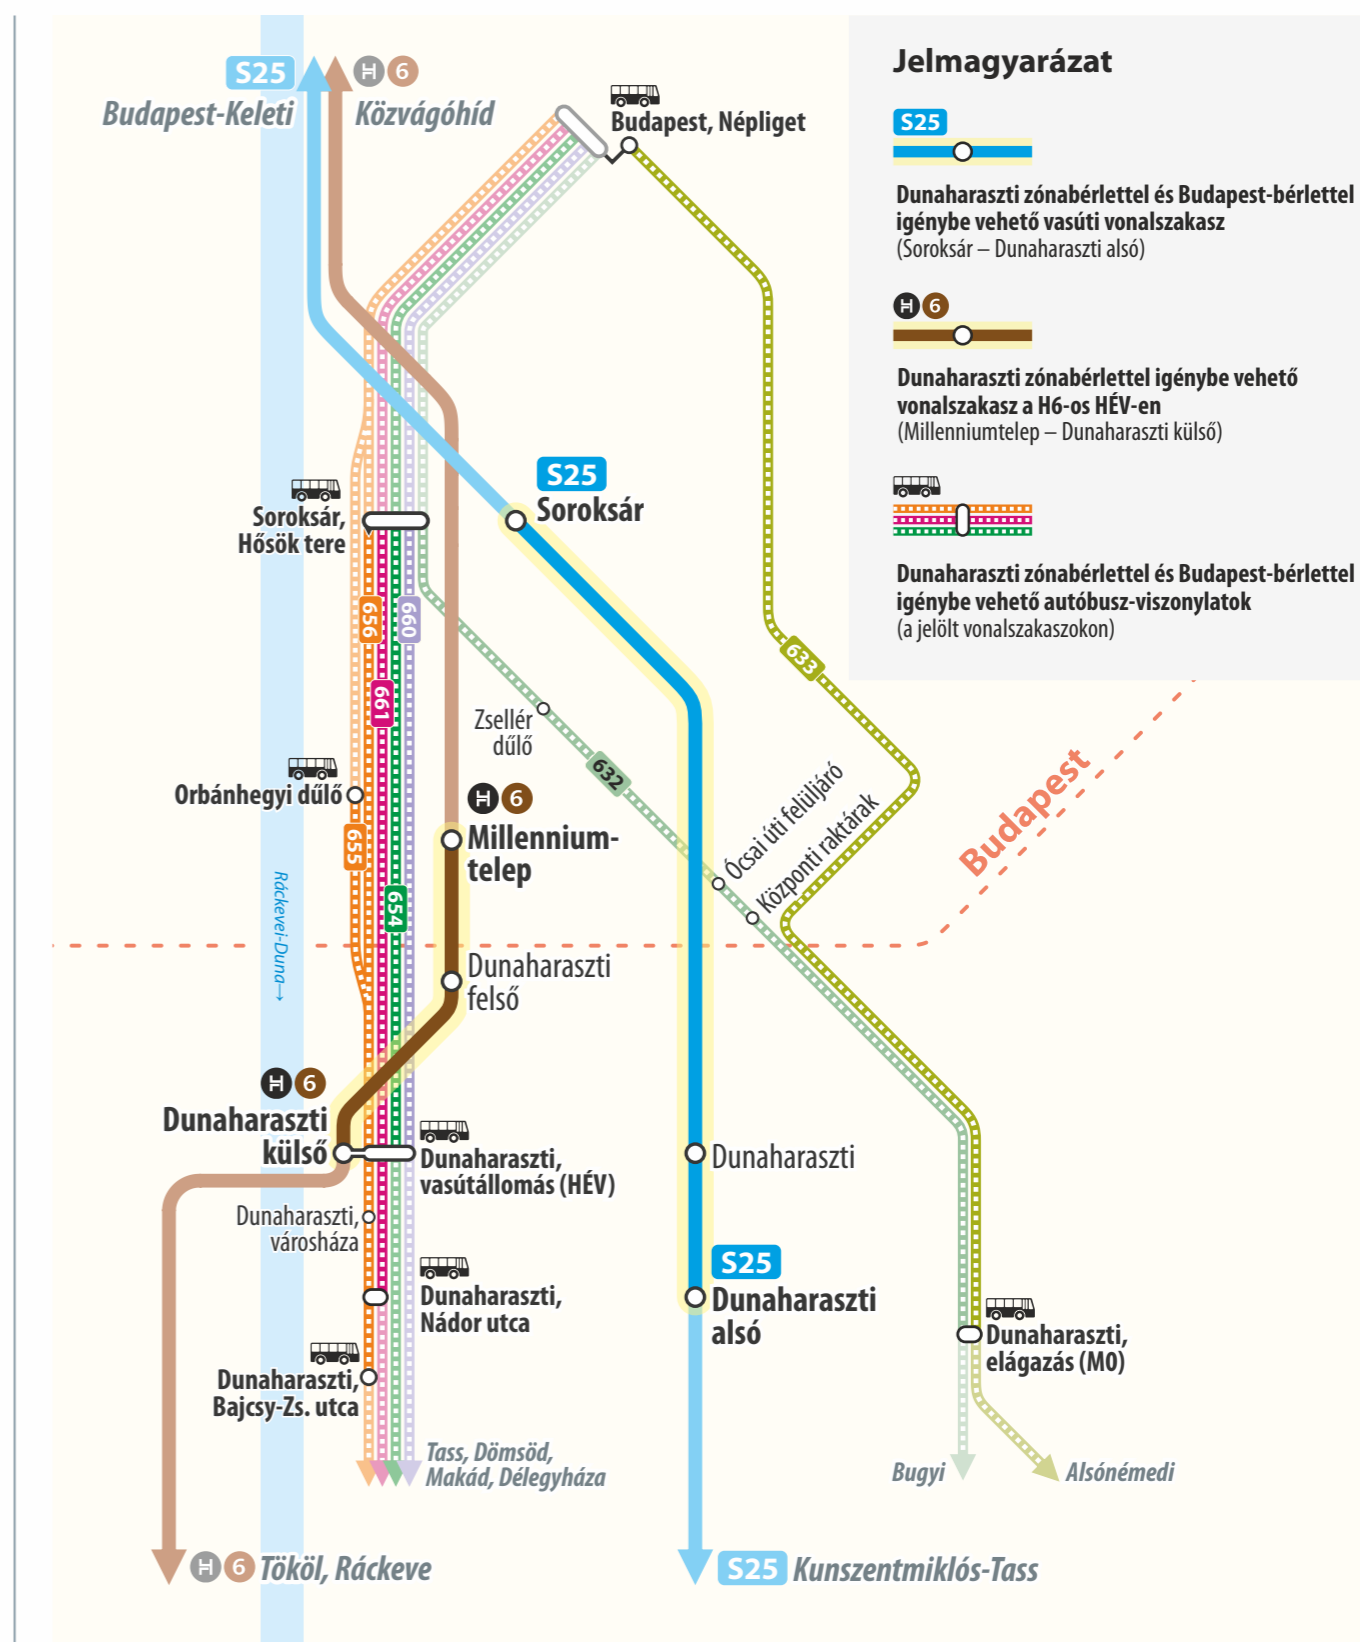 S25
Budapest-Keleti
H 6
Közvágóhíd
Budapest, Népliget
Jelmagyarázat
S25
Dunaharaszti zónabérlettel és Budapest-bérlettel
igénybe vehető vasúti vonalszakasz
(Soroksár – Dunaharaszti alsó)
H 6
Dunaharaszti zónabérlettel igénybe vehető
vonalszakasz a H6-os HÉV-en
(Millenniumtelep – Dunaharaszti külső)
Dunaharaszti zónabérlettel és Budapest-bérlettel
igénybe vehető autóbusz-viszonylatok
(a jelölt vonalszakaszokon)
S25
Soroksár
Soroksár,
Hősök tere
656
660
661
633
Zsellér
dűlő
632
Orbánhegyi dűlő
655
654
H 6
Millennium-
telep
Ócsai úti felüljáró
Központi raktárak
Budapest
Ráckevei-Duna→
Dunaharaszti
felső
H 6
Dunaharaszti
külső
Dunaharaszti,
vasútállomás (HÉV)
Dunaharaszti
Dunaharaszti,
városháza
Dunaharaszti,
Nádor utca
S25
Dunaharaszti
alsó
Dunaharaszti,
elágazás (M0)
Dunaharaszti,
Bajcsy-Zs. utca
Tass, Dömsöd,
Makád, Délegyháza
Bugyi
Alsónémedi
H 6 Tököl, Ráckeve
S25 Kunszentmiklós-Tass